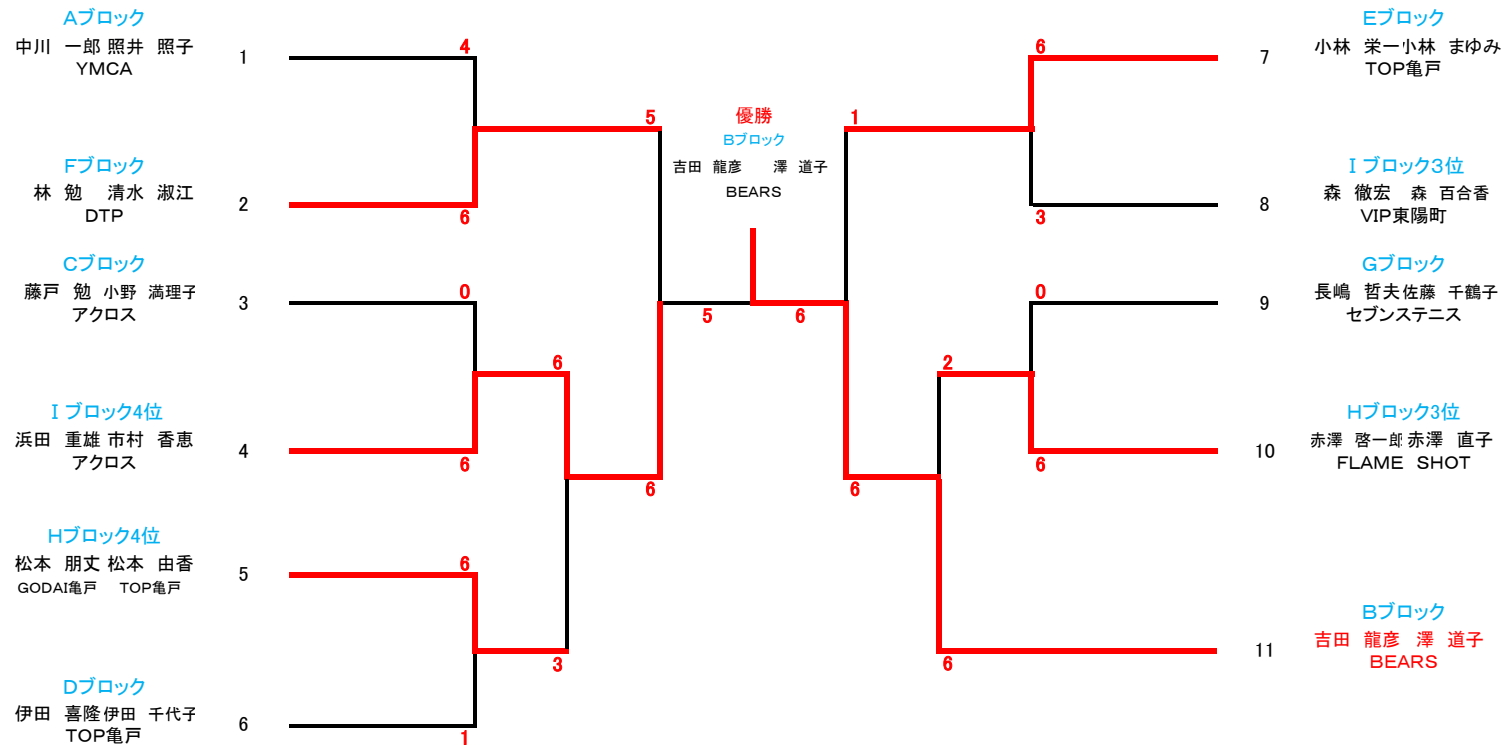 Aブロック
中川 一郎 照井 照子
YMCA
1
4
Fブロック
林 勉 清水 淑江
DTP
2
6
5
Cブロック
藤戸 勉 小野 満理子
アクロス
3
0
I ブロック4位
浜田 重雄 市村 香恵
アクロス
4
6
6
6
Hブロック4位
松本 朋丈 松本 由香
GODAI亀戸 TOP亀戸
5
6
3
Dブロック
伊田 喜隆 伊田 千代子
TOP亀戸
6
1
優勝
Bブロック
吉田 龍彦 澤 道子
BEARS
5
6
Eブロック
小林 栄一 小林 まゆみ
TOP亀戸
7
6
1
I ブロック3位
森 徹宏 森 百合香
VIP東陽町
8
3
Gブロック
長嶋 哲夫 佐藤 千鶴子
セブンステニス
9
0
2
Hブロック3位
赤澤 啓一郎 赤澤 直子
FLAME SHOT
10
6
6
Bブロック
吉田 龍彦 澤 道子
BEARS
11
6